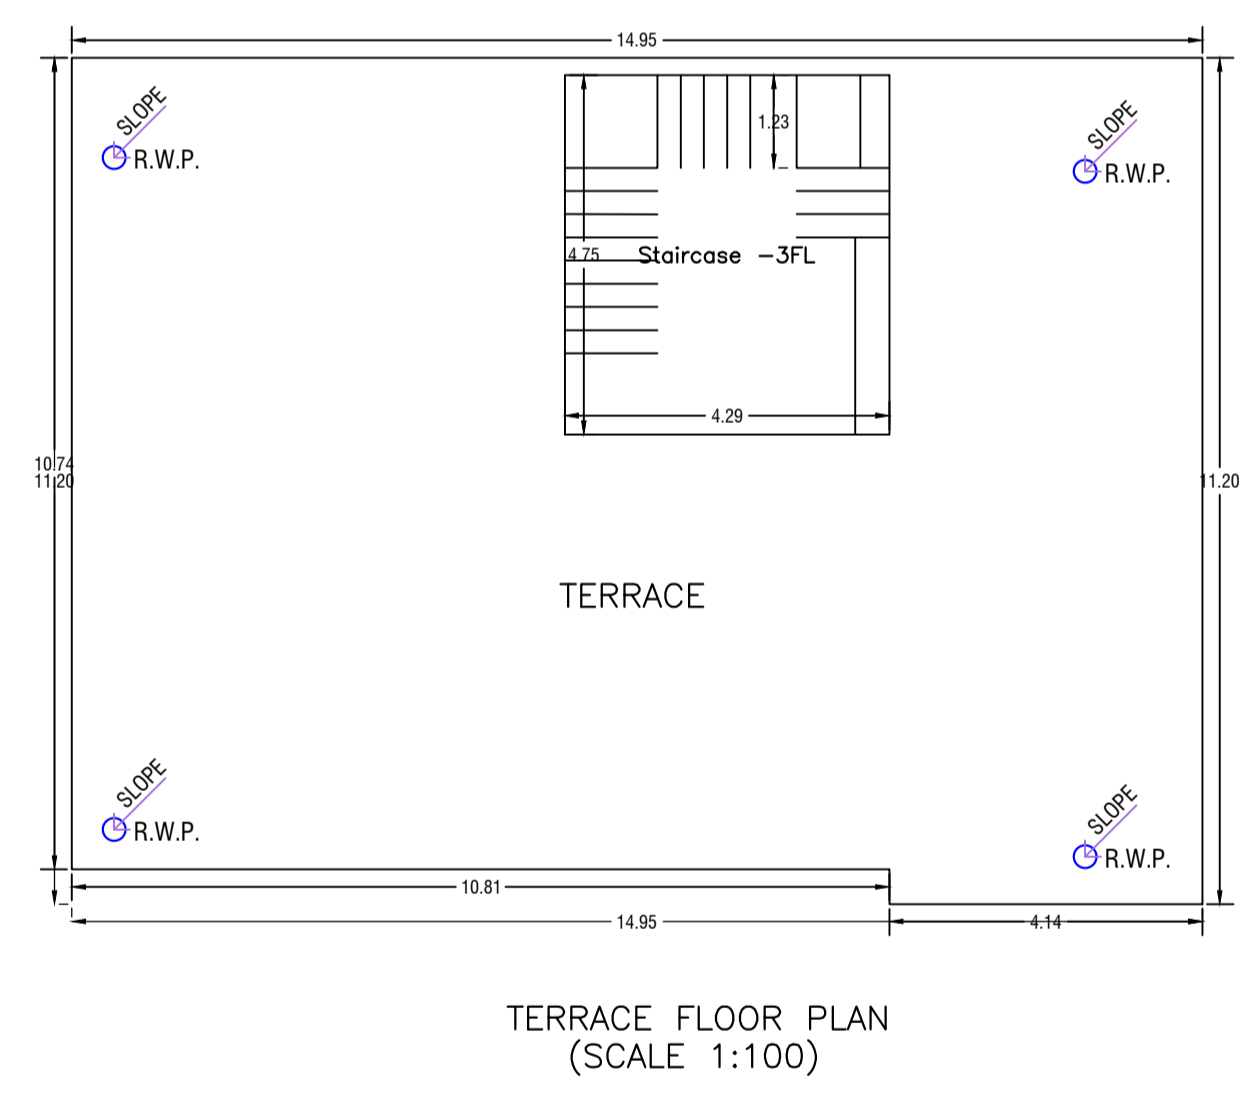 14.95
SLOPE
R.W.P.
SLOPE
R.W.P.
1.23
4.75
Staircase -3FL
4.29
10.74
11.20
11.20
TERRACE
SLOPE
R.W.P.
SLOPE
R.W.P.
10.81
14.95
4.14
TERRACE FLOOR PLAN
(SCALE 1:100)